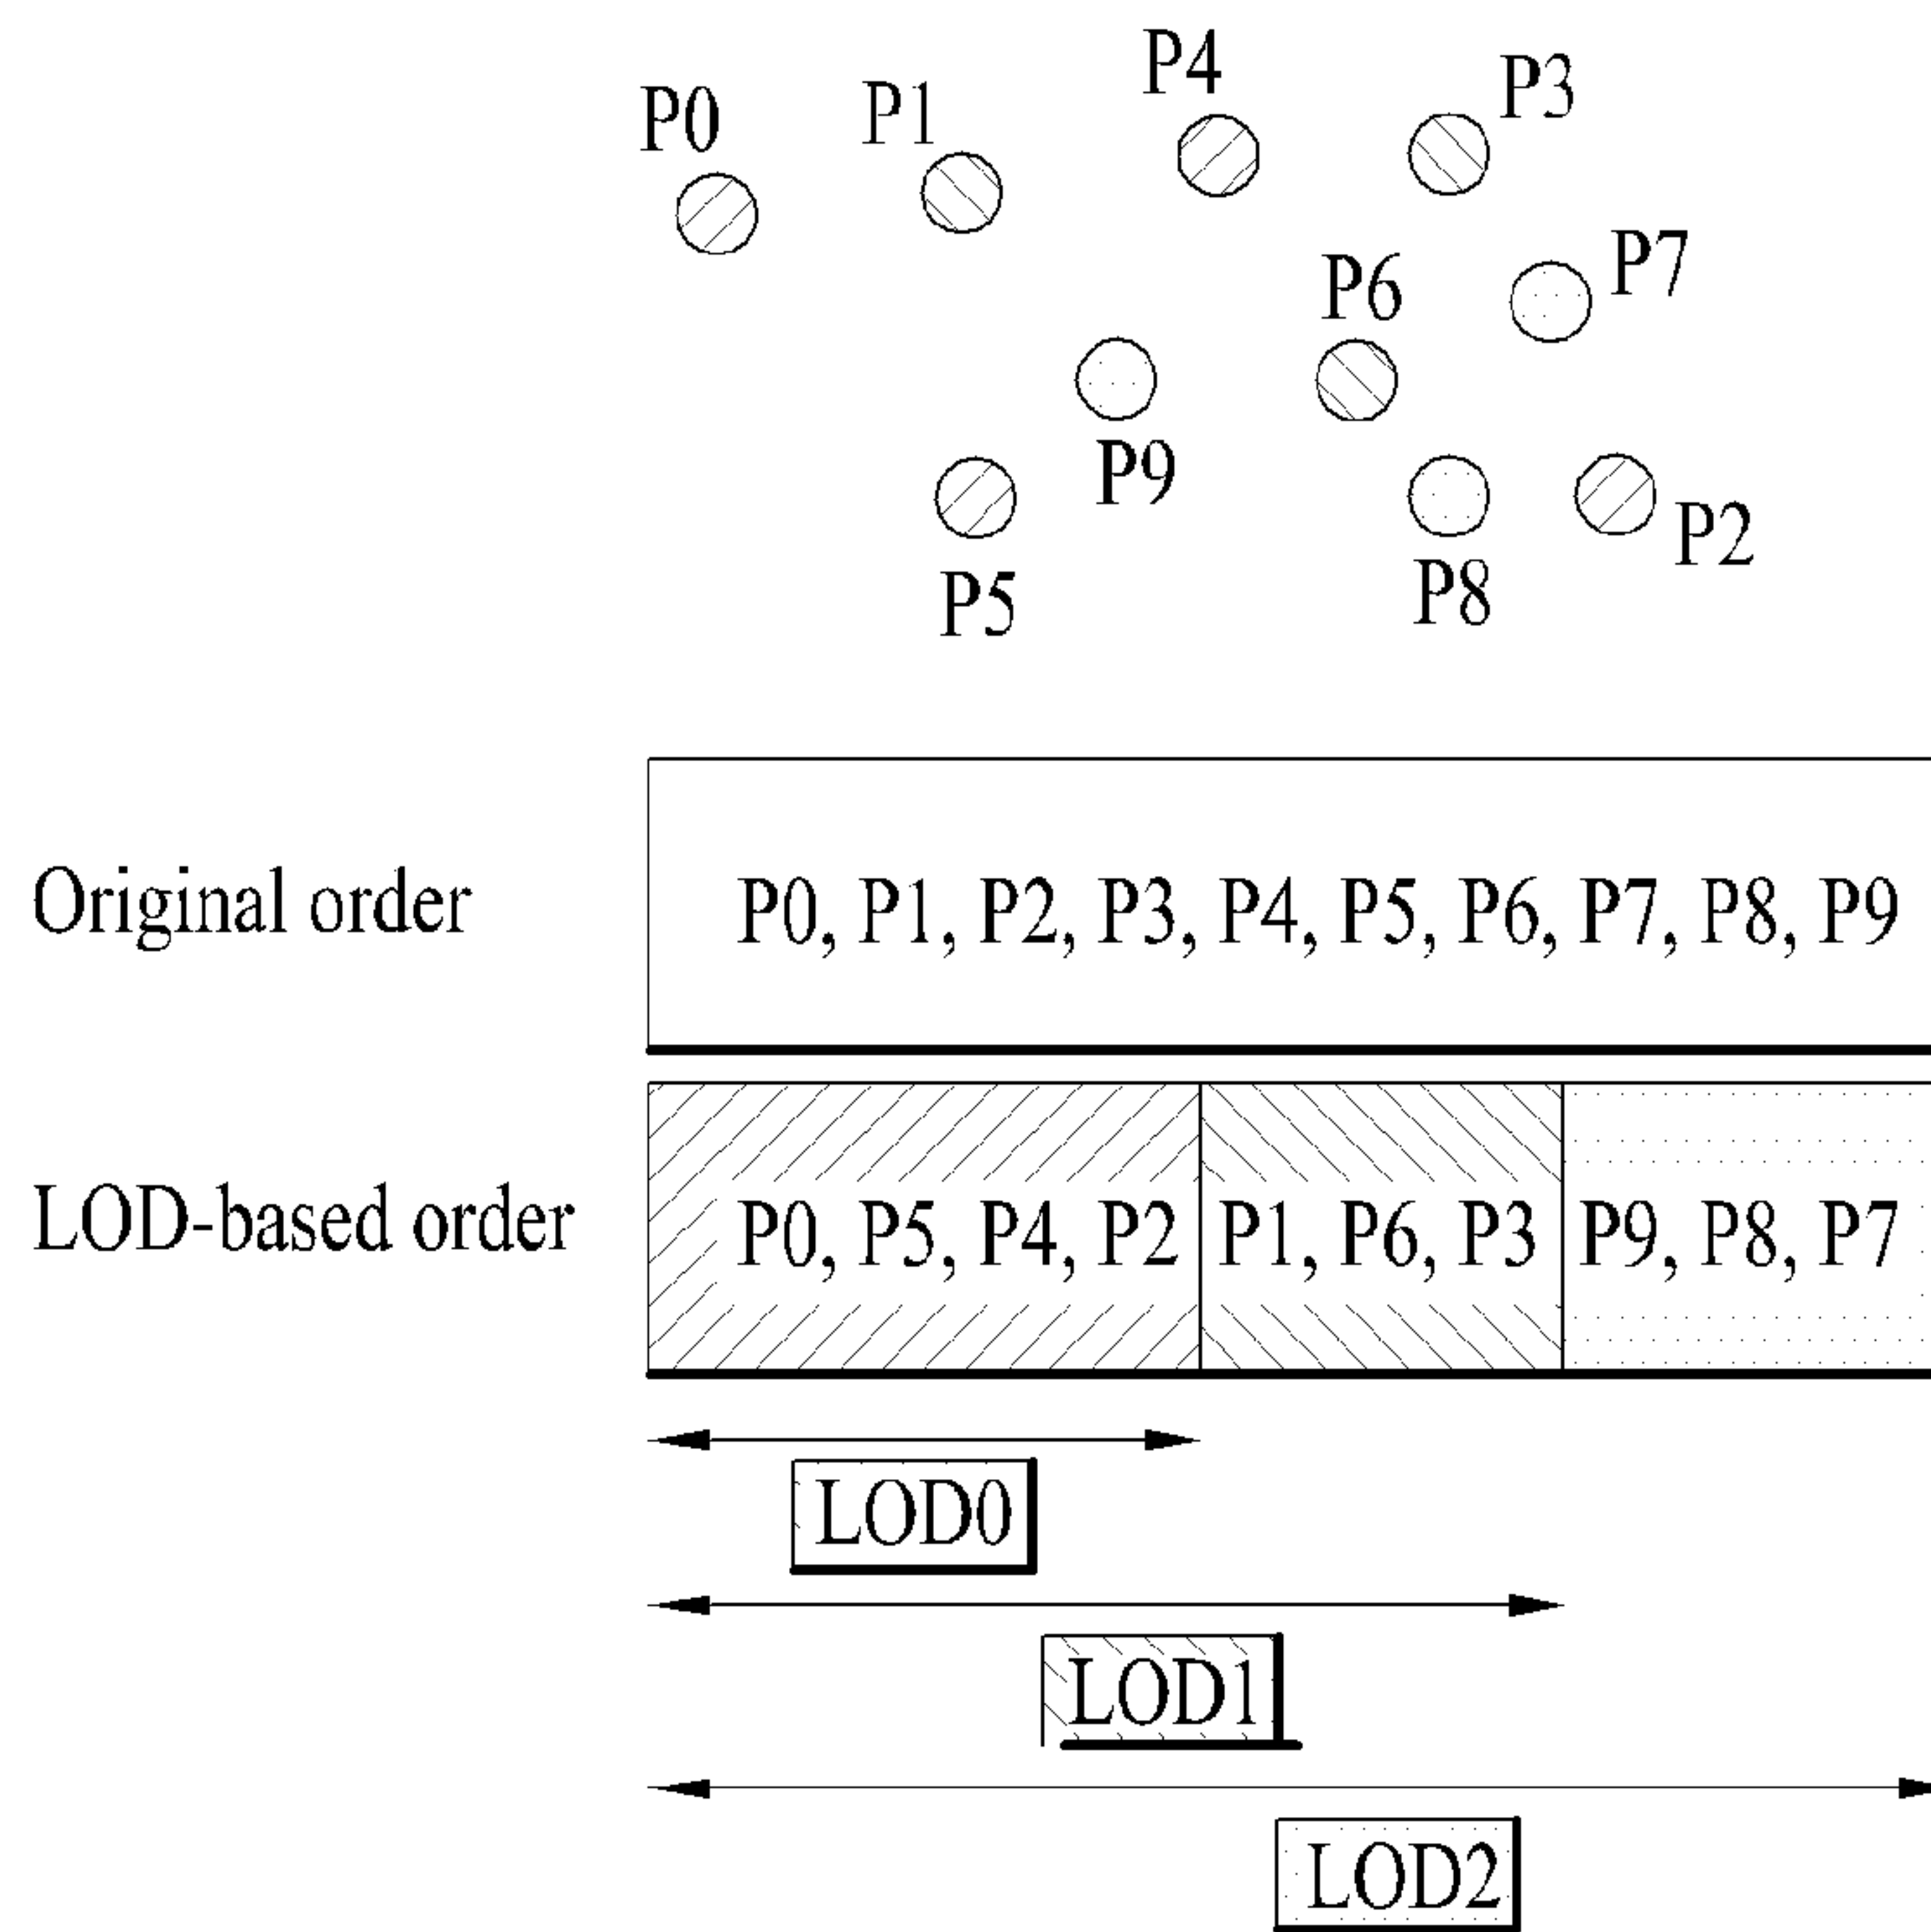 P4
P3
P0
P1
P7
P6
P9
P2
P5
P8
Original order
P0, P1, P2, P3, P4, P5, P6, P7, P8, P9
LOD-based order
P0, P5, P4, P2
P1, P6, P3
P9, P8, P7
LOD0
LOD1
LOD2